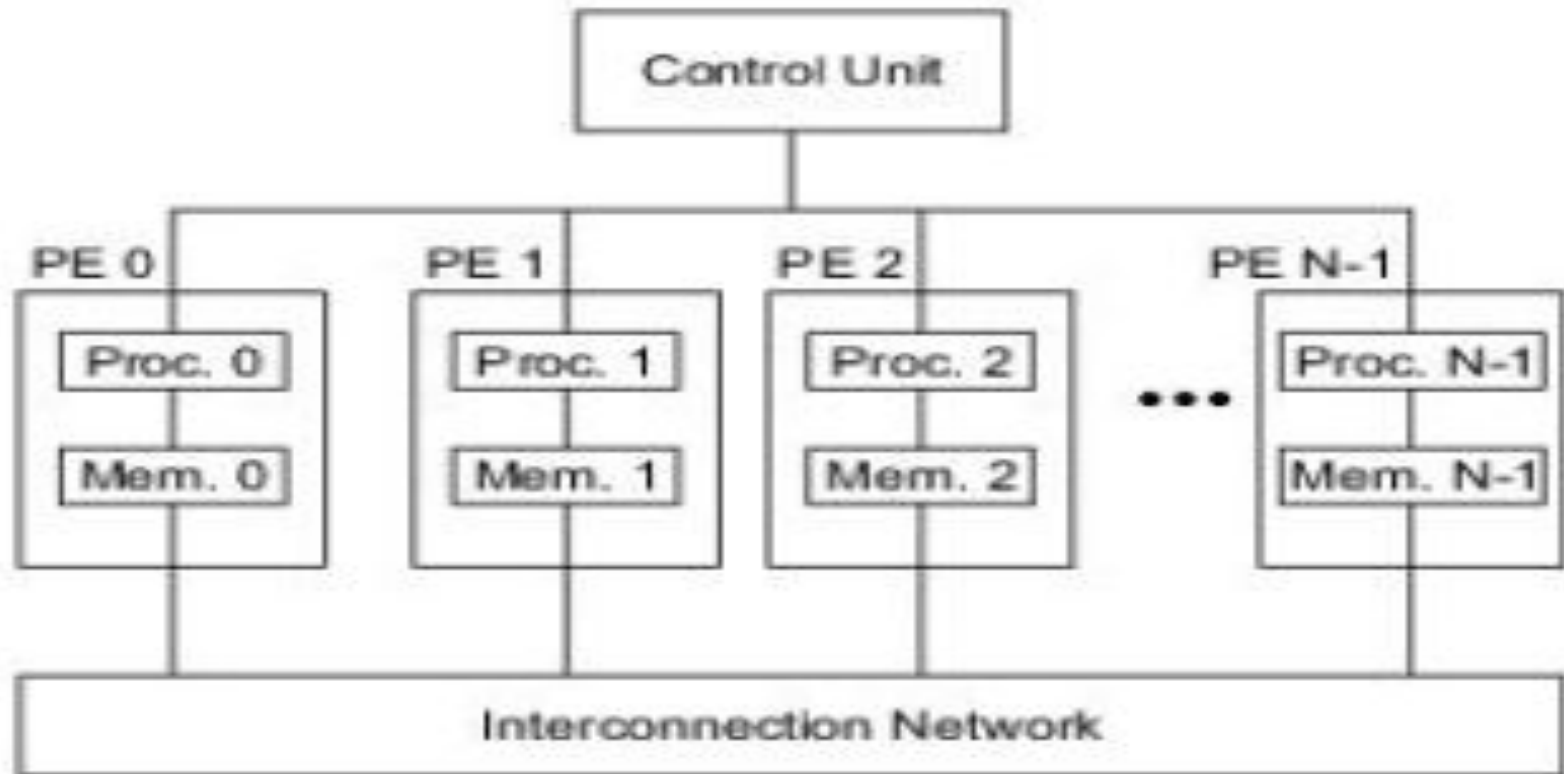 Control Unit
PE 0
PE 1
PE 2
PE N-1
Proc. 0
Proc. 1
Proc. 2
Proc. N-1
Mem. 0
Mem. 1
Mem. 2
Mem. N-1
Interconnection Network